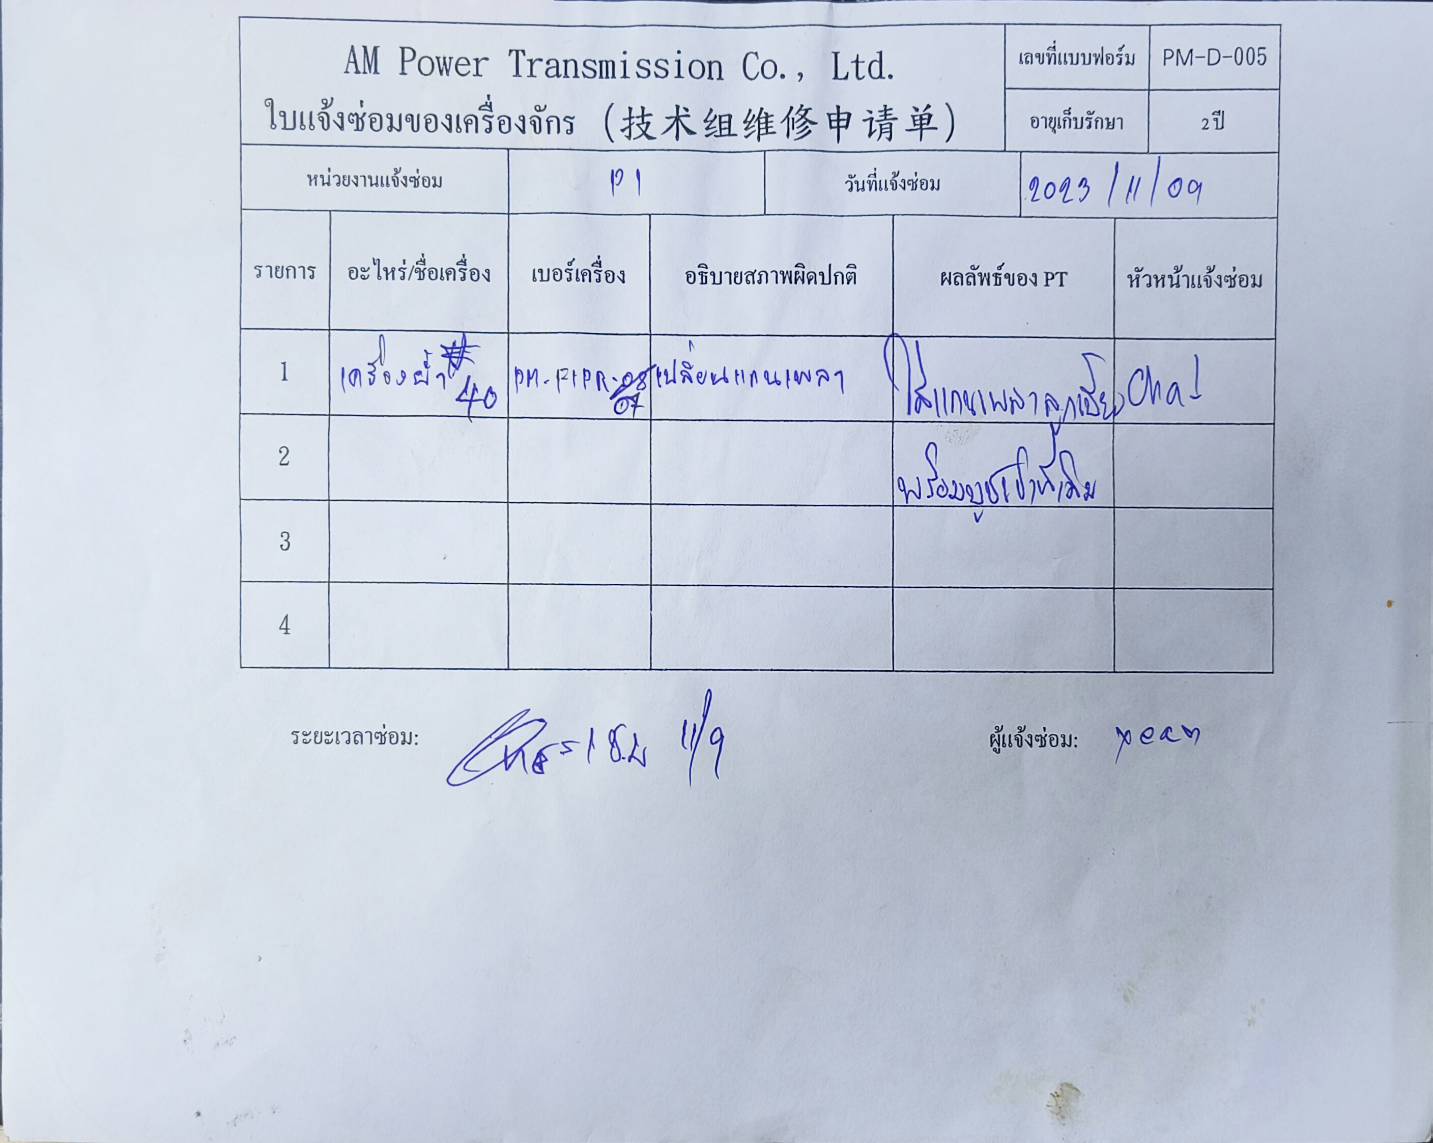 AM Power Transmission Co., Ltd.
ใบแจ้งซ่อมของเครื่องจักร (技术组维修申请单)
เลขที่แบบฟอร์ม PM-D-005
อายุเก็บรักษา 2 ปี
หน่วยงานแจ้งซ่อม P1 วันที่แจ้งซ่อม 2023/11/09
รายการ อะไหร่/ชื่อเครื่อง เบอร์เครื่อง อธิบายสภาพผิดปกติ ผลลัพธ์ของ PT หัวหน้าแจ้งซ่อม
1 เครื่องย้ำ 40 07 เปลี่ยนแกนเพลา ใส่แกนเพลาลูกเบี้ยว
2 พร้อมบูชเข้าที่เดิม
3
4
ระยะเวลาซ่อม: 1 ช.ม 11/9 ผู้แจ้งซ่อม: